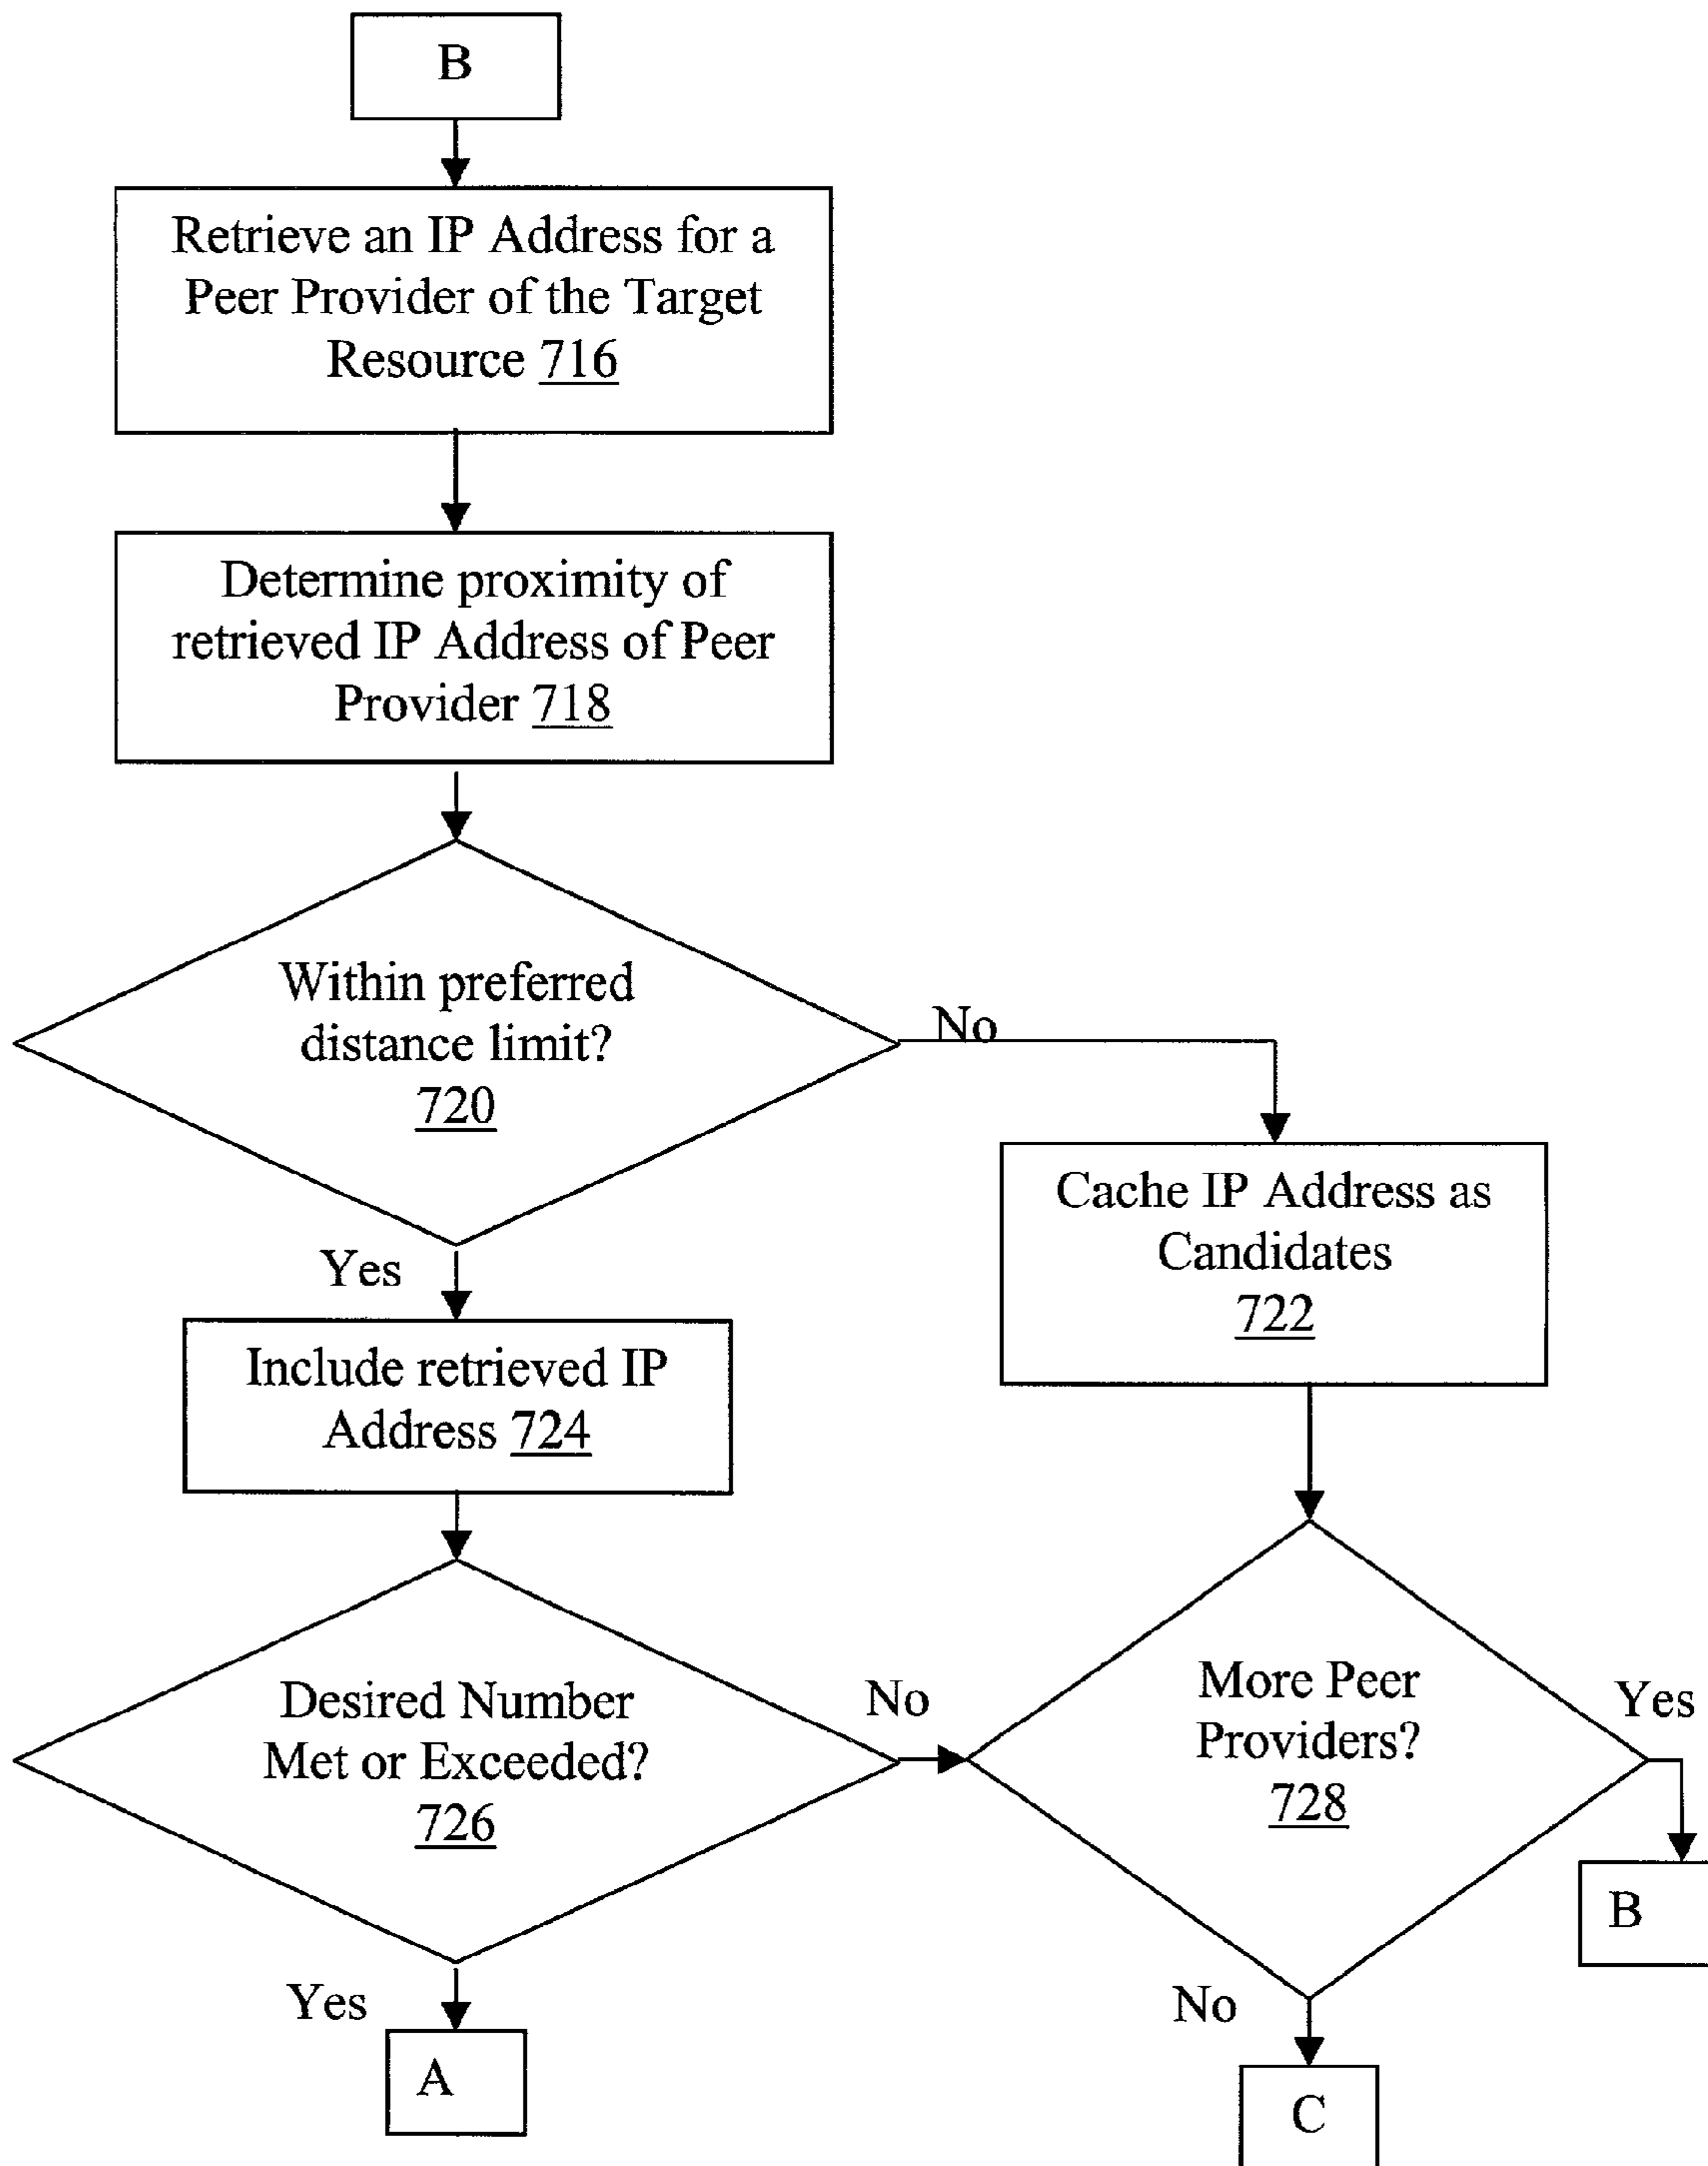 B
Retrieve an IP Address for a
Peer Provider of the Target
Resource 716
Determine proximity of
retrieved IP Address of Peer
Provider 718
Within preferred
distance limit?
720
No
Cache IP Address as
Candidates
722
Yes
Include retrieved IP
Address 724
Desired Number
Met or Exceeded?
726
No
More Peer
Providers?
728
Yes
B
Yes
A
No
C